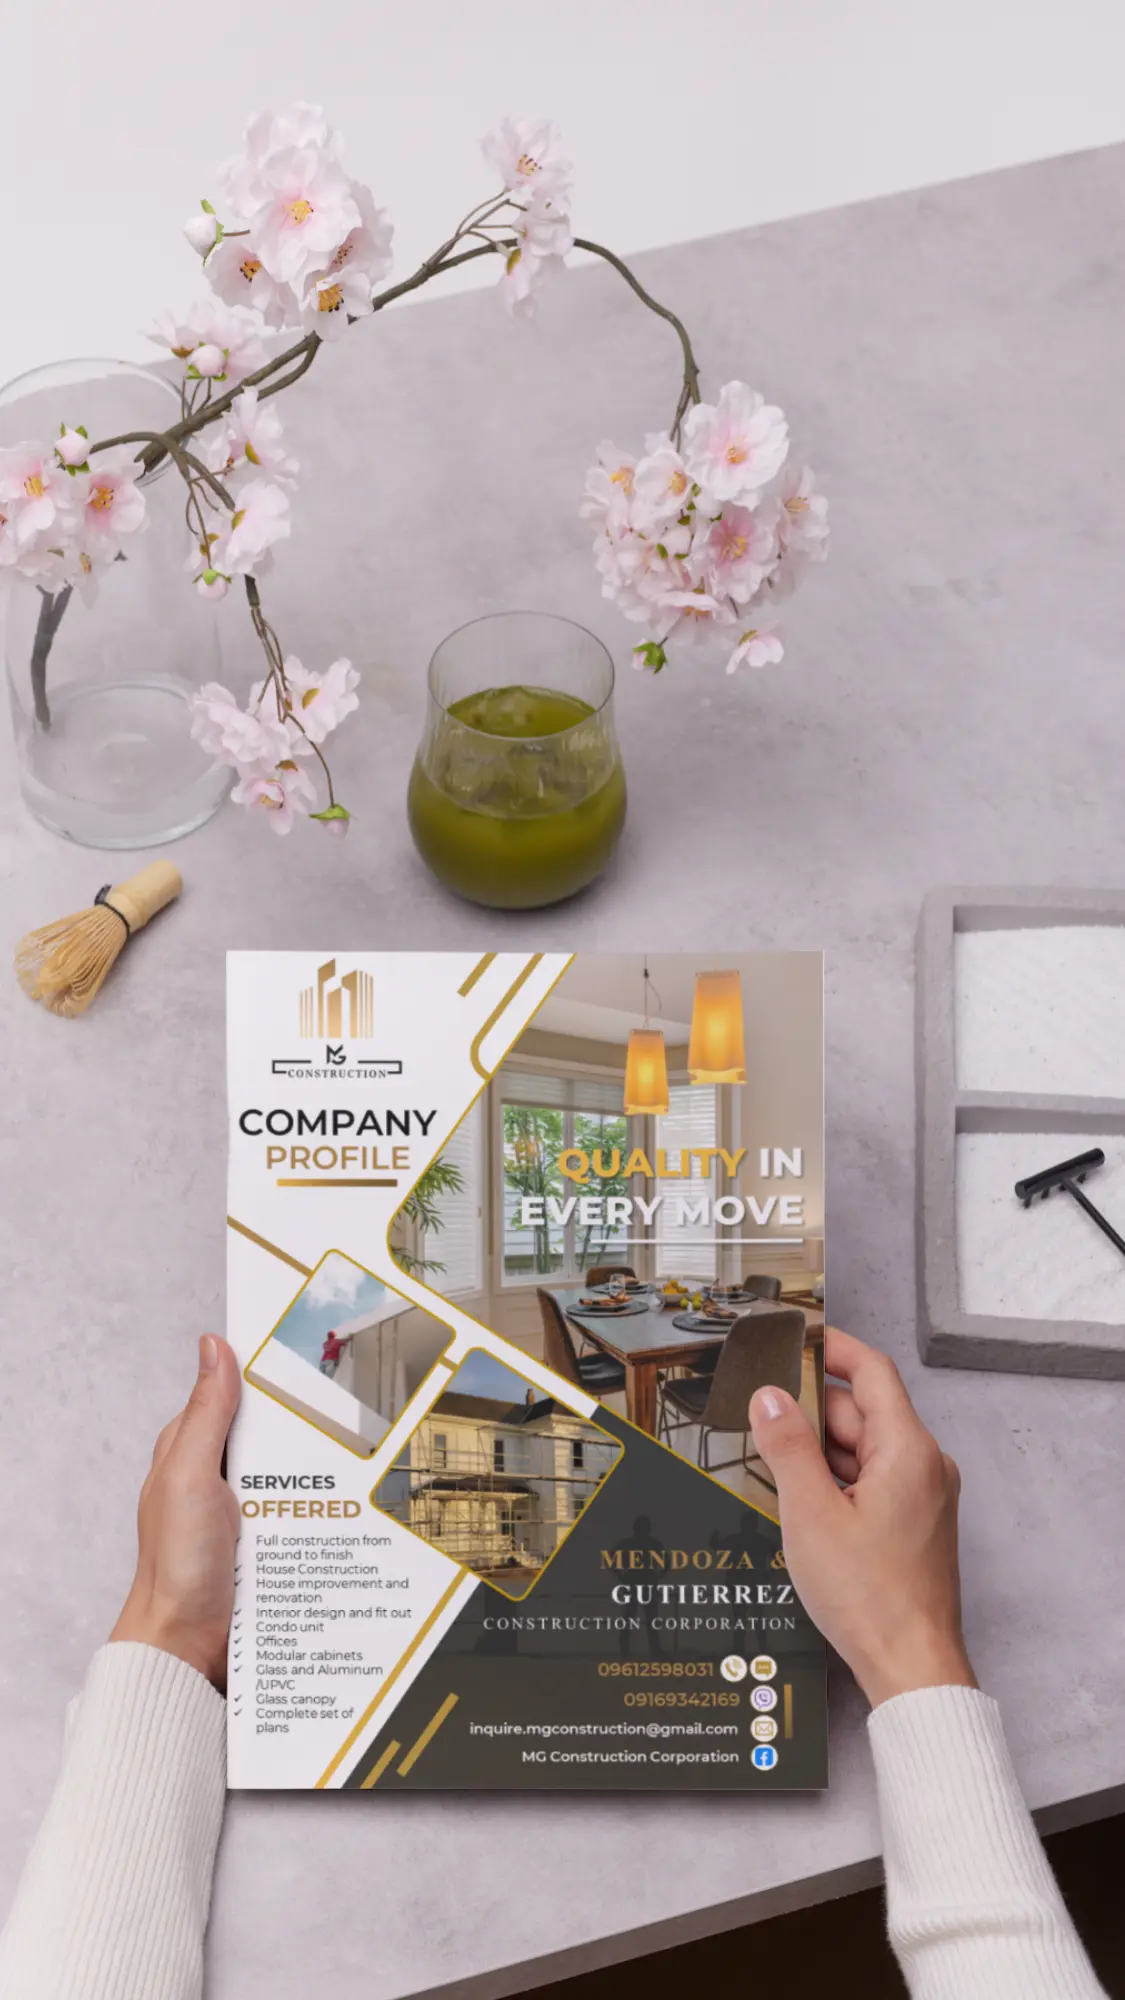 MG
CONSTRUCTION
COMPANY
PROFILE
QUALITY IN
EVERY MOVE
SERVICES
OFFERED
✓ Full construction from
ground to finish
✓ House Construction
✓ House improvement and
renovation
✓ Interior design and fit out
✓ Condo unit
✓ Offices
✓ Modular cabinets
✓ Glass and Aluminum
/UPVC
✓ Glass canopy
✓ Complete set of
plans
MENDOZA &
GUTIERREZ
CONSTRUCTION CORPORATION
09612598031
09169342169
inquire.mgconstruction@gmail.com
MG Construction Corporation